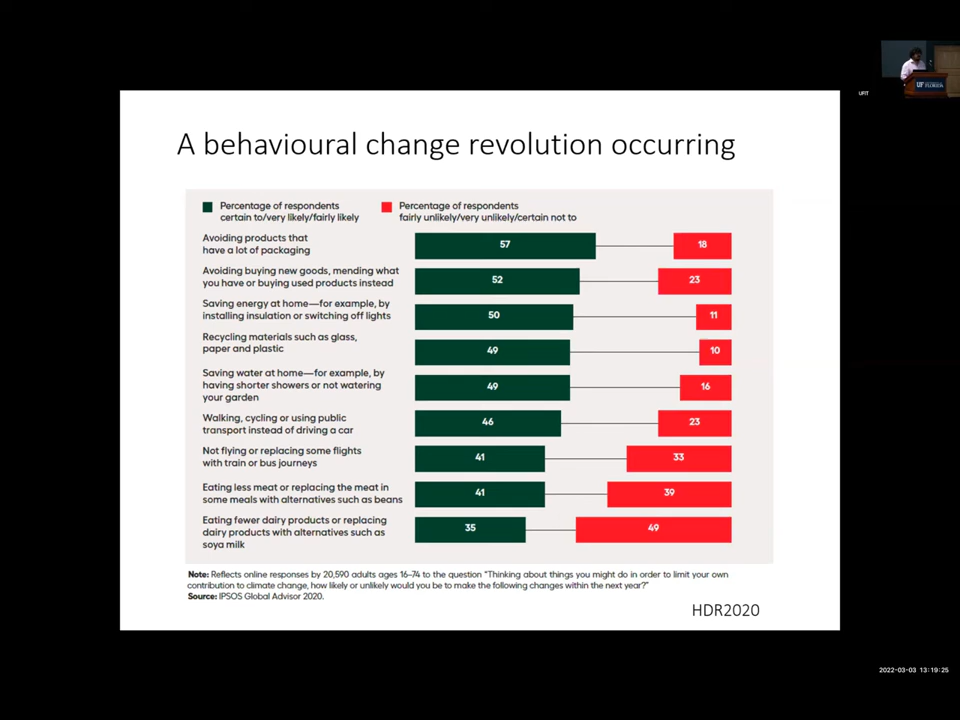 UF FLORIDA
UFIT
A behavioural change revolution occurring
Percentage of respondents
certain to/very likely/fairly likely
Percentage of respondents
fairly unlikely/very unlikely/certain not to
Avoiding products that
have a lot of packaging
57 18
Avoiding buying new goods, mending what
you have or buying used products instead
52 23
Saving energy at home—for example, by
installing insulation or switching off lights
50 11
Recycling materials such as glass,
paper and plastic
49 10
Saving water at home—for example, by
having shorter showers or not watering
your garden
49 16
Walking, cycling or using public
transport instead of driving a car
46 23
Not flying or replacing some flights
with train or bus journeys
41 33
Eating less meat or replacing the meat in
some meals with alternatives such as beans
41 39
Eating fewer dairy products or replacing
dairy products with alternatives such as
soya milk
35 49
Note: Reflects online responses by 20,590 adults ages 16–74 to the question “Thinking about things you might do in order to limit your own
contribution to climate change, how likely or unlikely would you be to make the following changes within the next year?”
Source: IPSOS Global Advisor 2020.
HDR2020
2022-03-03 13:19:25